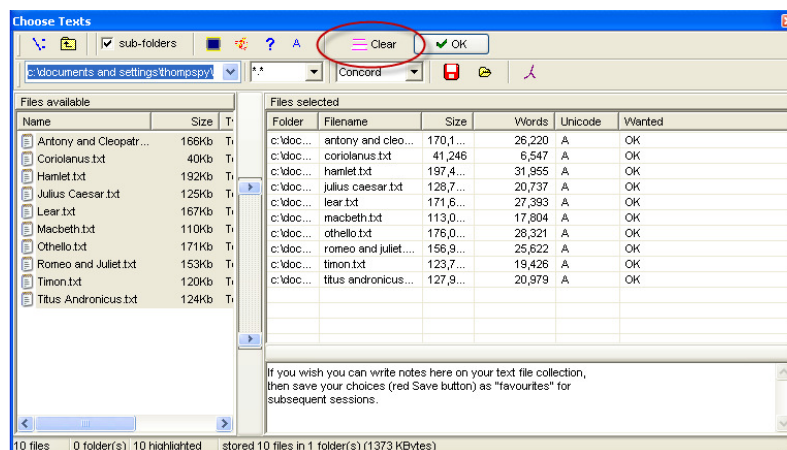 Choose Texts
sub-folders ? A Clear OK
c:\documents and settings\thompspy\ *.* Concord
Files available
Name Size T
Antony and Cleopatr... 166Kb
Coriolanus.txt 40Kb
Hamlet.txt 192Kb
Julius Caesar.txt 125Kb
Lear.txt 167Kb
Macbeth.txt 110Kb
Othello.txt 171Kb
Romeo and Juliet.txt 153Kb
Timon.txt 120Kb
Titus Andronicus.txt 124Kb
Files selected
Folder Filename Size Words Unicode Wanted
c:\doc... antony and cleo... 170,1... 26,220 A OK
c:\doc... coriolanus.txt 41,246 6,547 A OK
c:\doc... hamlet.txt 197,4... 31,955 A OK
c:\doc... julius caesar.txt 128,7... 20,737 A OK
c:\doc... lear.txt 171,6... 27,393 A OK
c:\doc... macbeth.txt 113,0... 17,804 A OK
c:\doc... othello.txt 176,0... 28,321 A OK
c:\doc... romeo and juliet.... 156,9... 25,622 A OK
c:\doc... timon.txt 123,7... 19,426 A OK
c:\doc... titus andronicus... 127,9... 20,979 A OK
If you wish you can write notes here on your text file collection,
then save your choices (red Save button) as "favourites" for
subsequent sessions.
10 files 0 folder(s) 10 highlighted stored 10 files in 1 folder(s) (1373 KBytes)